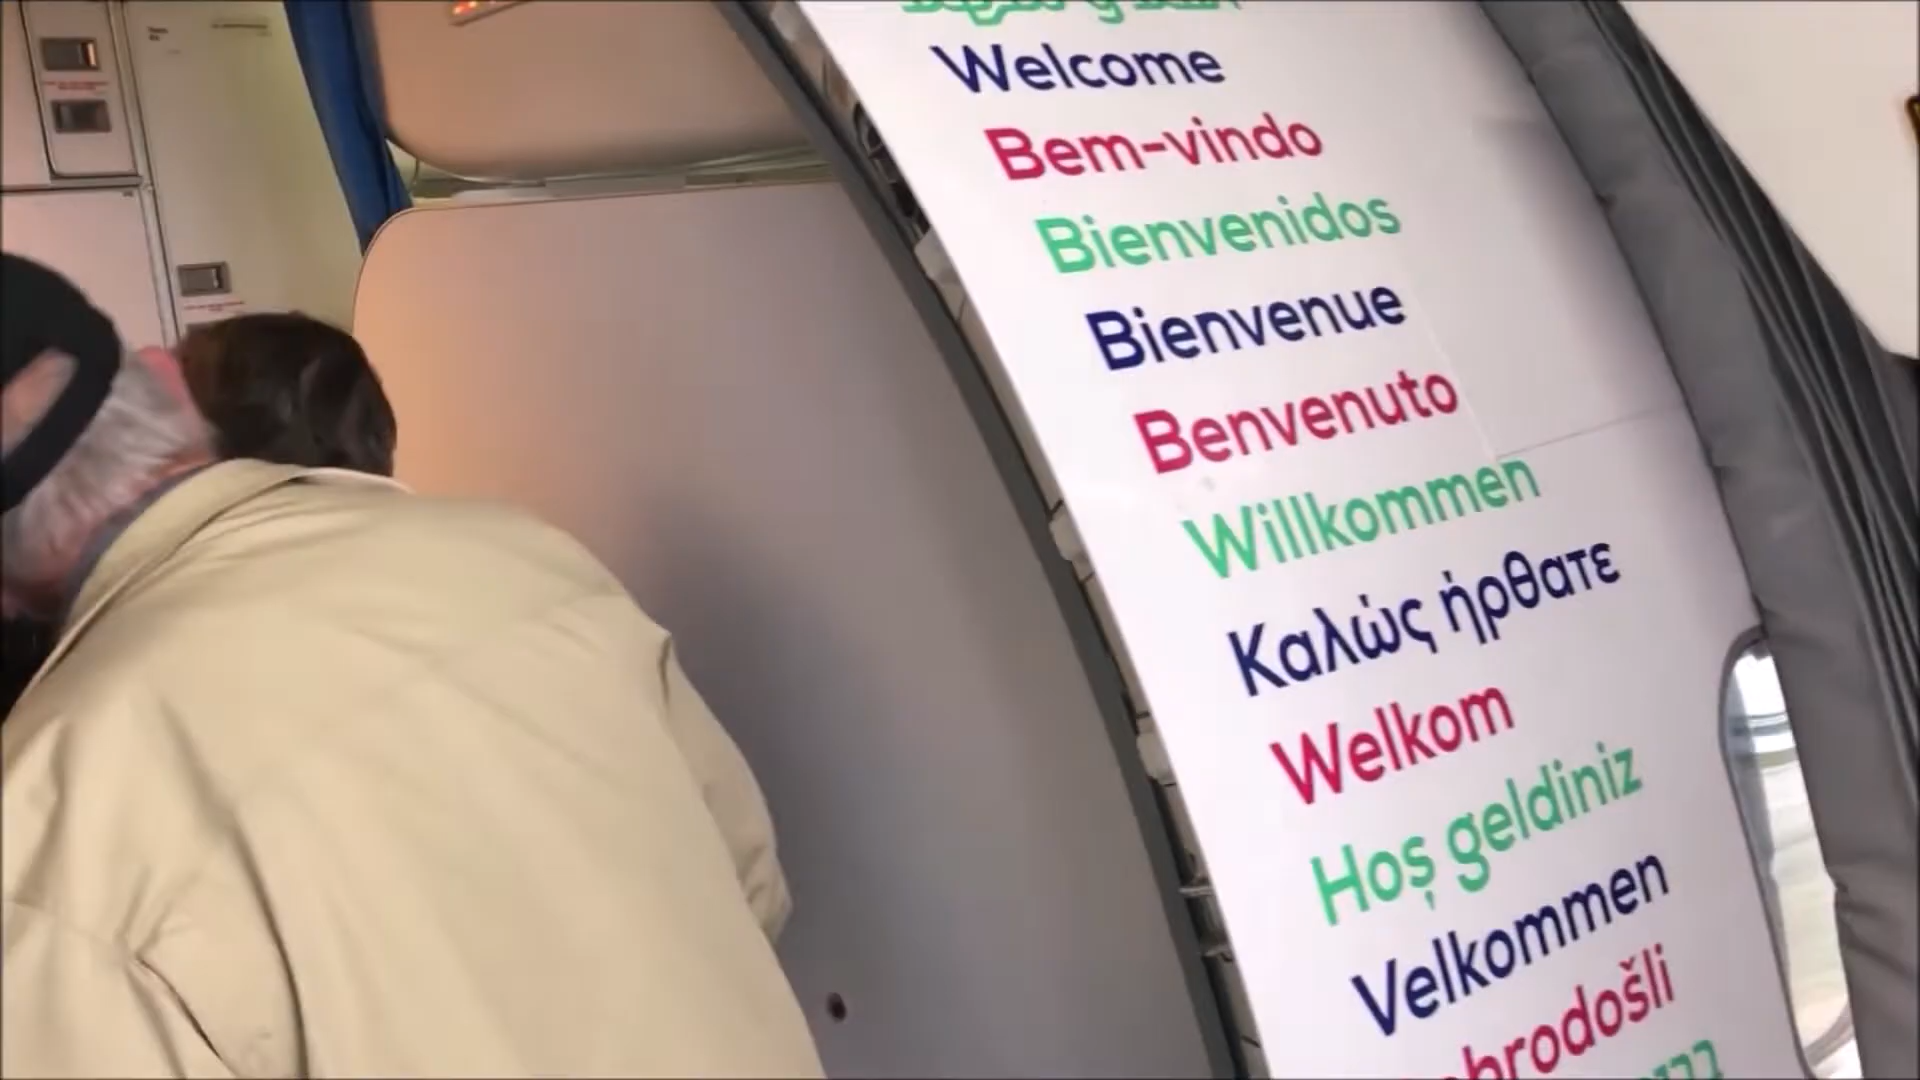 Welcome
Bem-vindo
Bienvenidos
Bienvenue
Benvenuto
Willkommen
Καλώς ήρθατε
Welkom
Hoş geldiniz
Velkommen